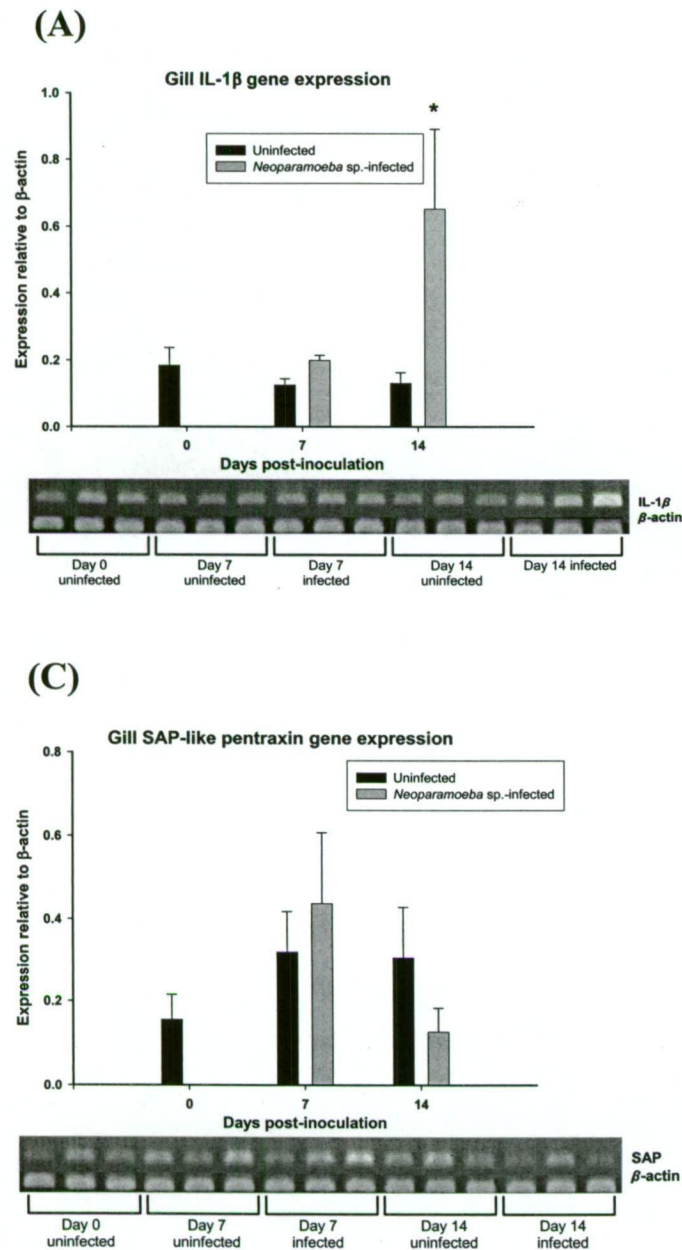 (A)
Gill IL-1β gene expression
1.0
0.8
0.6
0.4
0.2
0.0
Expression relative to β-actin
*
Uninfected
Neoparamoeba sp.-infected
0 7 14
Days post-inoculation
IL-1β
β-actin
Day 0 uninfected
Day 7 uninfected
Day 7 infected
Day 14 uninfected
Day 14 infected
(C)
Gill SAP-like pentraxin gene expression
0.8
0.6
0.4
0.2
0.0
Expression relative to β-actin
Uninfected
Neoparamoeba sp.-infected
0 7 14
Days post-inoculation
SAP
β-actin
Day 0 uninfected
Day 7 uninfected
Day 7 infected
Day 14 uninfected
Day 14 infected